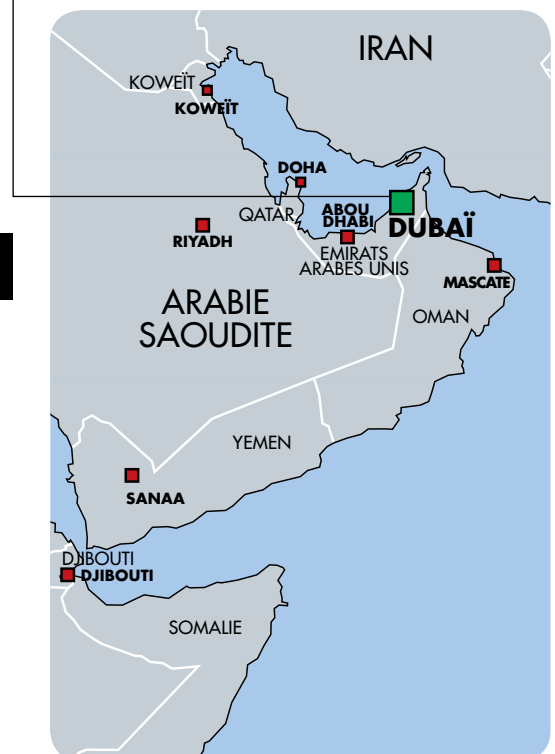 IRAN
KOWEÏT
KOWEÏT
DOHA
QATAR
ABOU
DHABI
DUBAÏ
RIYADH
EMIRATS
ARABES UNIS
MASCATE
ARABIE
SAOUDITE
OMAN
YEMEN
SANAA
DJIBOUTI
DJIBOUTI
SOMALIE